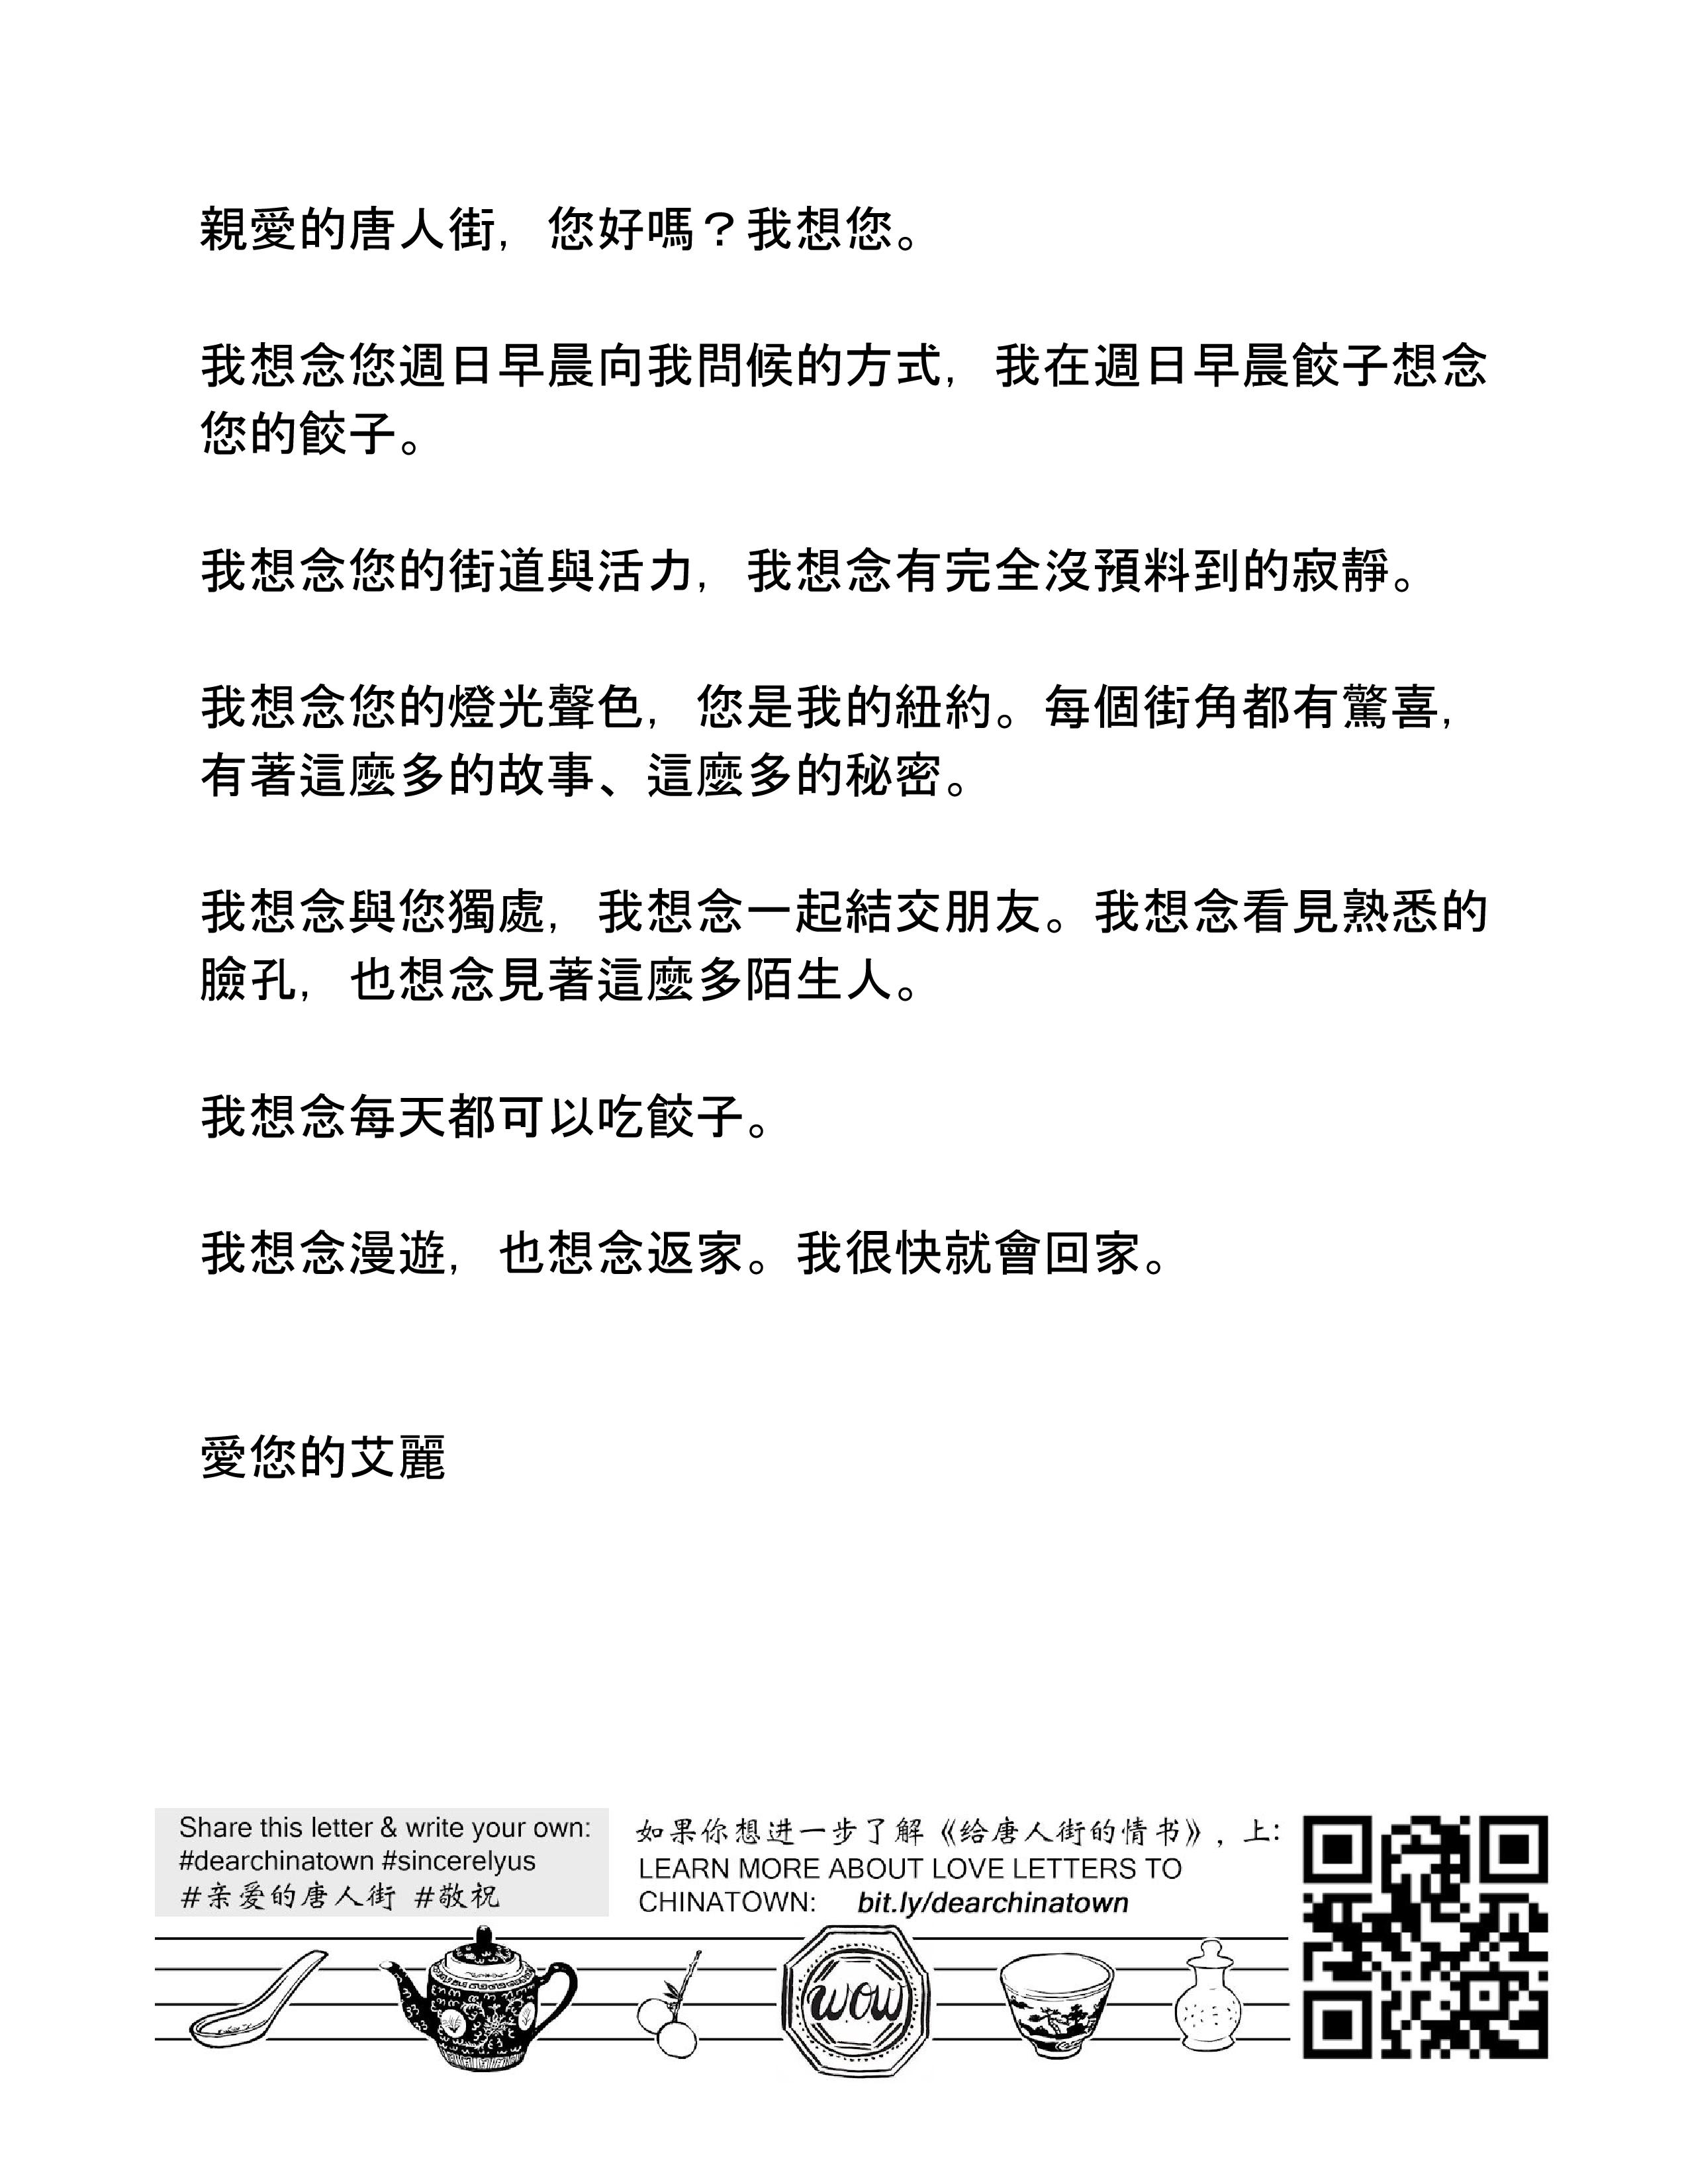 親愛的唐人街，您好嗎？我想您。
我想念您週日早晨向我問候的方式，我在週日早晨餃子想念
您的餃子。
我想念您的街道與活力，我想念有完全沒預料到的寂靜。
我想念您的燈光聲色，您是我的紐約。每個街角都有驚喜，
有著這麼多的故事、這麼多的秘密。
我想念與您獨處，我想念一起結交朋友。我想念看見熟悉的
臉孔，也想念見著這麼多陌生人。
我想念每天都可以吃餃子。
我想念漫遊，也想念返家。我很快就會回家。
愛您的艾麗
Share this letter & write your own:
#dearchinatown #sincerelyus
#亲爱的唐人街 #敬祝
如果你想进一步了解《给唐人街的情书》，上：
LEARN MORE ABOUT LOVE LETTERS TO
CHINATOWN: bit.ly/dearchinatown
WOW